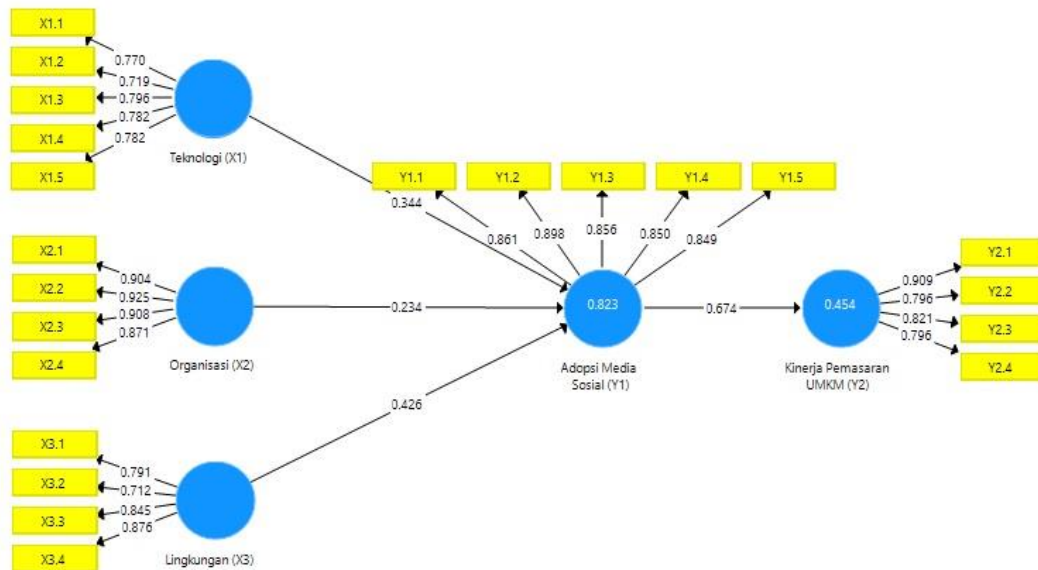 X1.1
X1.2
X1.3
X1.4
X1.5
0.770
0.719
0.796
0.782
0.782
Teknologi (X1)
0.344
X2.1
X2.2
X2.3
X2.4
0.904
0.925
0.908
0.871
Organisasi (X2)
0.234
X3.1
X3.2
X3.3
X3.4
0.791
0.712
0.845
0.876
Lingkungan (X3)
0.426
Y1.1
Y1.2
Y1.3
Y1.4
Y1.5
0.861
0.898
0.856
0.850
0.849
0.823
Adopsi Media
Sosial (Y1)
0.674
0.454
Kinerja Pemasaran
UMKM (Y2)
0.909
0.796
0.821
0.796
Y2.1
Y2.2
Y2.3
Y2.4